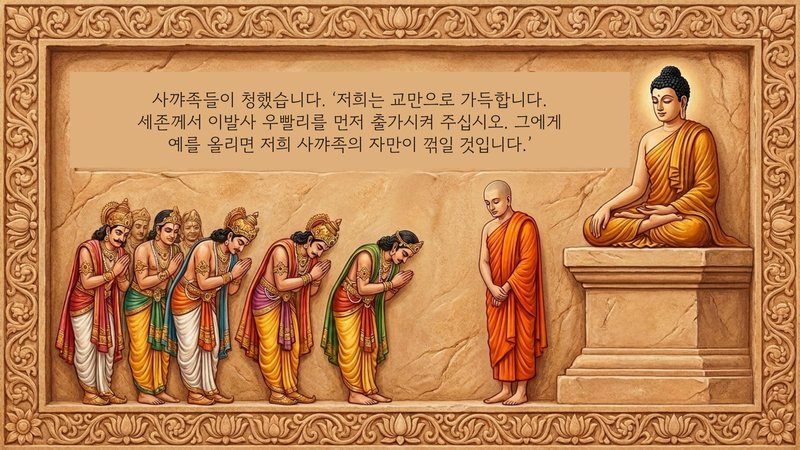 사꺄족들이 청했습니다. ‘저희는 교만으로 가득합니다.
세존께서 이발사 우빨리를 먼저 출가시켜 주십시오. 그에게
예를 올리면 저희 사꺄족의 자만이 꺾일 것입니다.’